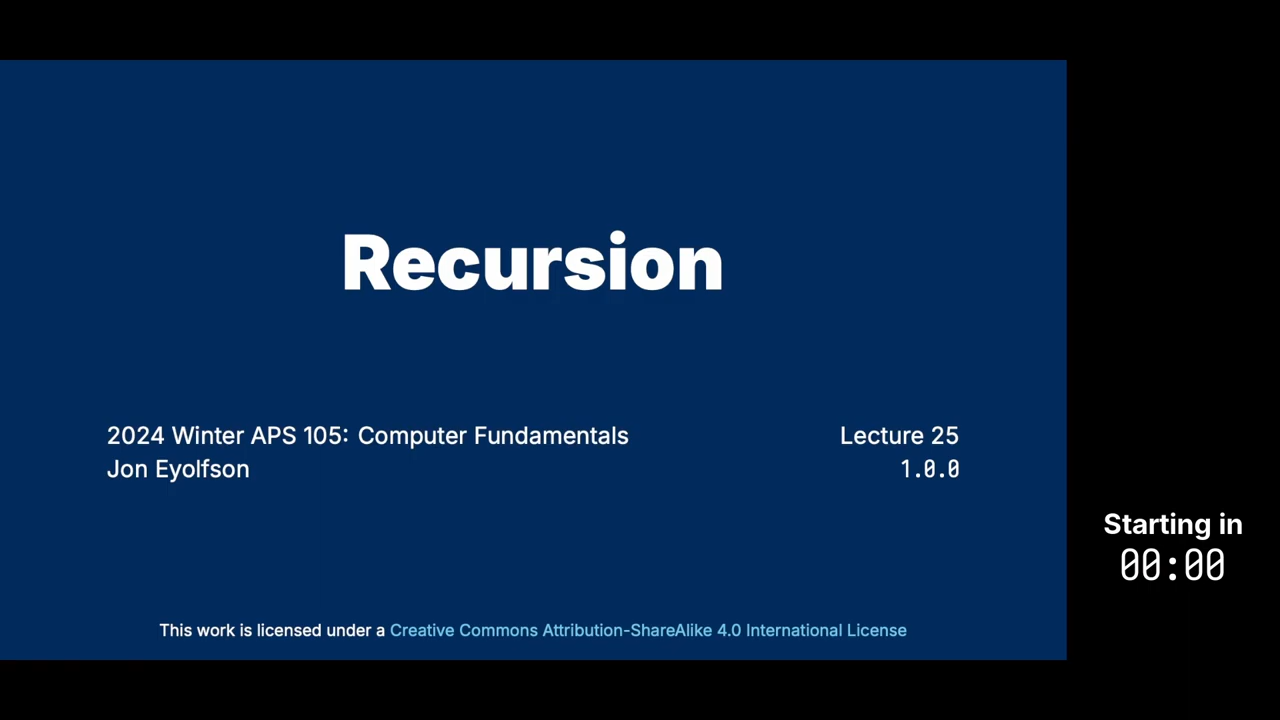 Recursion
2024 Winter APS 105: Computer Fundamentals
Lecture 25
Jon Eyolfson
1.0.0
Starting in
00:00
This work is licensed under a Creative Commons Attribution-ShareAlike 4.0 International License